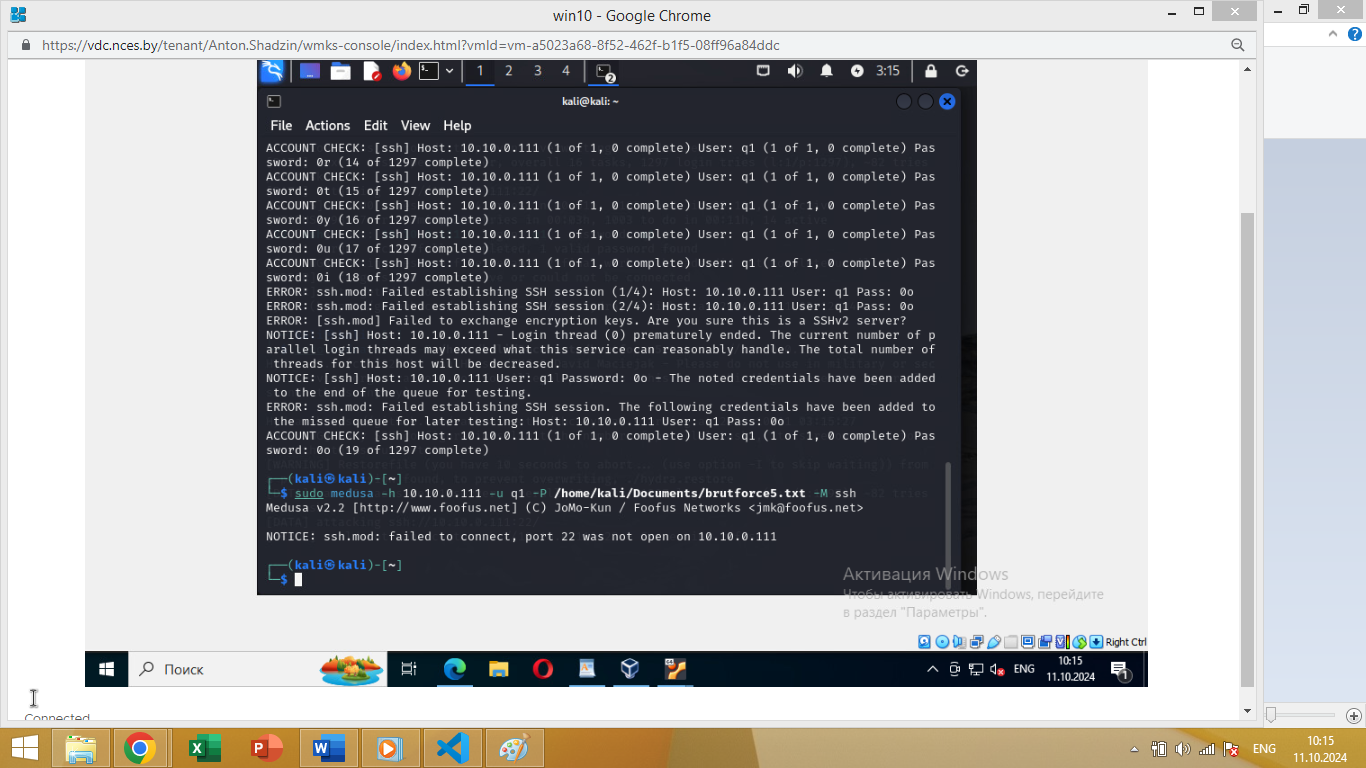 win10 - Google Chrome
https://vdc.nces.by/tenant/Anton.Shadzin/wmks-console/index.html?vmId=vm-a5023a68-8f52-462f-b1f5-08ff96a84ddc
1 2 3 4 2 3:15
kali@kali: ~
File Actions Edit View Help
ACCOUNT CHECK: [ssh] Host: 10.10.0.111 (1 of 1, 0 complete) User: q1 (1 of 1, 0 complete) Pas
sword: 0r (14 of 1297 complete)
ACCOUNT CHECK: [ssh] Host: 10.10.0.111 (1 of 1, 0 complete) User: q1 (1 of 1, 0 complete) Pas
sword: 0t (15 of 1297 complete)
ACCOUNT CHECK: [ssh] Host: 10.10.0.111 (1 of 1, 0 complete) User: q1 (1 of 1, 0 complete) Pas
sword: 0y (16 of 1297 complete)
ACCOUNT CHECK: [ssh] Host: 10.10.0.111 (1 of 1, 0 complete) User: q1 (1 of 1, 0 complete) Pas
sword: 0u (17 of 1297 complete)
ACCOUNT CHECK: [ssh] Host: 10.10.0.111 (1 of 1, 0 complete) User: q1 (1 of 1, 0 complete) Pas
sword: 0i (18 of 1297 complete)
ERROR: ssh.mod: Failed establishing SSH session (1/4): Host: 10.10.0.111 User: q1 Pass: 0o
ERROR: ssh.mod: Failed establishing SSH session (2/4): Host: 10.10.0.111 User: q1 Pass: 0o
ERROR: [ssh.mod] Failed to exchange encryption keys. Are you sure this is a SSHv2 server?
NOTICE: [ssh] Host: 10.10.0.111 - Login thread (0) prematurely ended. The current number of p
arallel login threads may exceed what this service can reasonably handle. The total number of
threads for this host will be decreased.
NOTICE: [ssh] Host: 10.10.0.111 User: q1 Password: 0o - The noted credentials have been added
to the end of the queue for testing.
ERROR: ssh.mod: Failed establishing SSH session. The following credentials have been added to
the missed queue for later testing: Host: 10.10.0.111 User: q1 Pass: 0o
ACCOUNT CHECK: [ssh] Host: 10.10.0.111 (1 of 1, 0 complete) User: q1 (1 of 1, 0 complete) Pas
sword: 0o (19 of 1297 complete)
┌──(kali㉿kali)-[~]
└─$ sudo medusa -h 10.10.0.111 -u q1 -P /home/kali/Documents/brutforce5.txt -M ssh
Medusa v2.2 [http://www.foofus.net] (C) JoMo-Kun / Foofus Networks <jmk@foofus.net>
NOTICE: ssh.mod: failed to connect, port 22 was not open on 10.10.0.111
┌──(kali㉿kali)-[~]
└─$
Активация Windows
Чтобы активировать Windows, перейдите
в раздел "Параметры".
Right Ctrl
Поиск
ENG
10:15
11.10.2024
1
Connected
ENG
10:15
11.10.2024